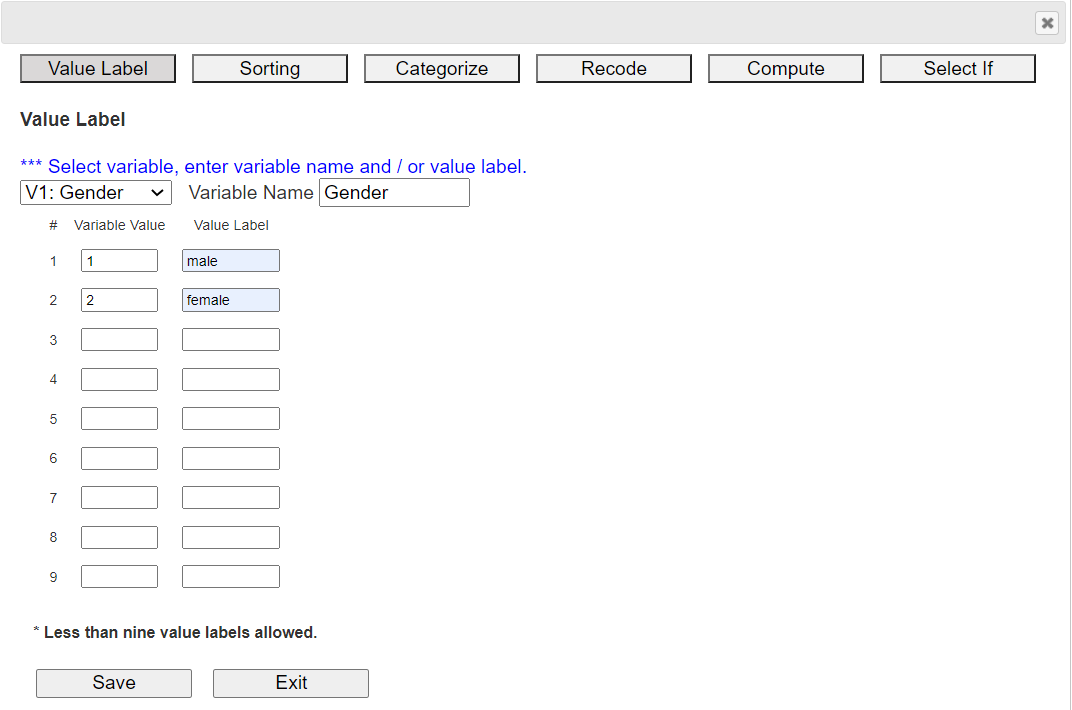 Value Label Sorting Categorize Recode Compute Select If
Value Label
*** Select variable, enter variable name and / or value label.
V1: Gender Variable Name Gender
# Variable Value Value Label
1 1 male
2 2 female
3
4
5
6
7
8
9
* Less than nine value labels allowed.
Save Exit